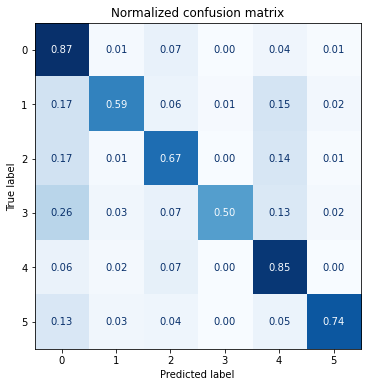 Normalized confusion matrix
True label
0 0.87 0.01 0.07 0.00 0.04 0.01
1 0.17 0.59 0.06 0.01 0.15 0.02
2 0.17 0.01 0.67 0.00 0.14 0.01
3 0.26 0.03 0.07 0.50 0.13 0.02
4 0.06 0.02 0.07 0.00 0.85 0.00
5 0.13 0.03 0.04 0.00 0.05 0.74
0 1 2 3 4 5
Predicted label